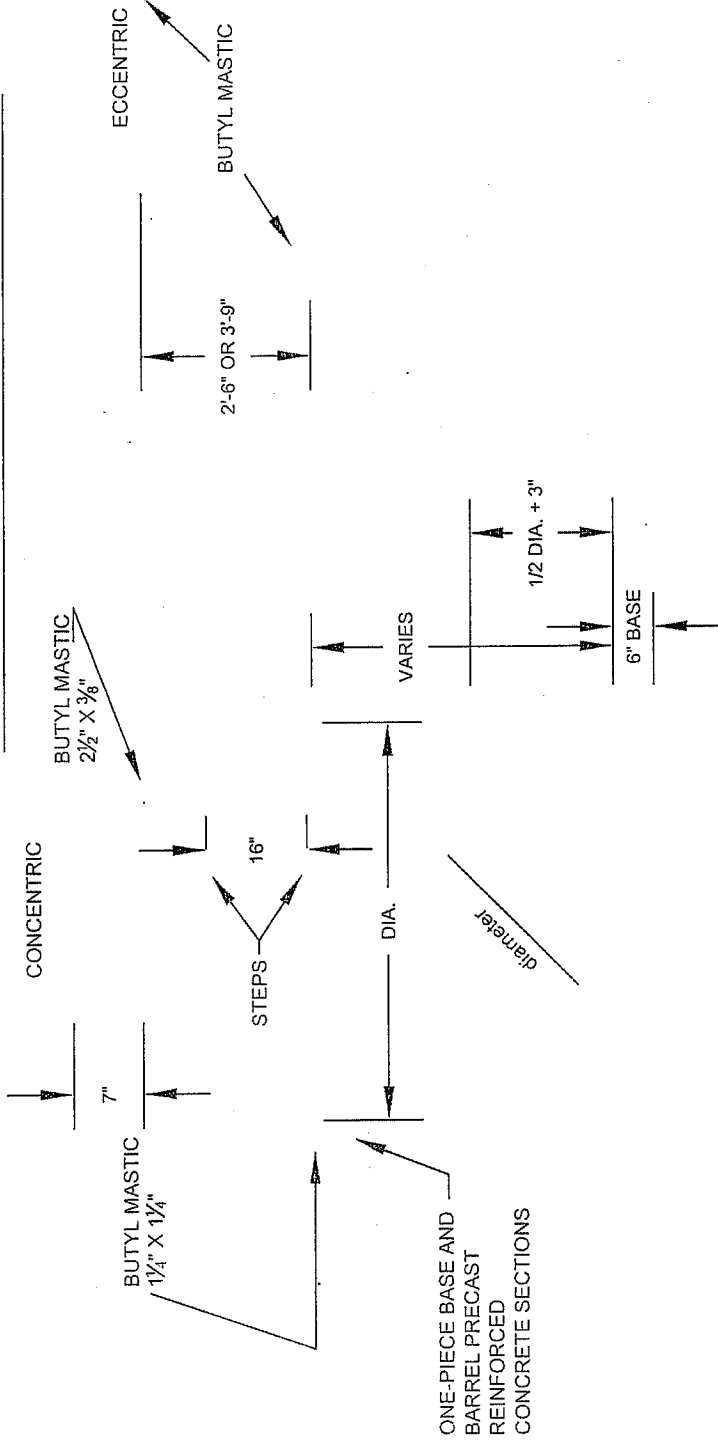 CONCENTRIC
ECCENTRIC
7"
BUTYL MASTIC
2½" X ⅜"
BUTYL MASTIC
BUTYL MASTIC
1¼" X 1¼"
STEPS
16"
2'-6" OR 3'-9"
DIA.
VARIES
1/2 DIA. + 3"
6" BASE
diameter
ONE-PIECE BASE AND
BARREL PRECAST
REINFORCED
CONCRETE SECTIONS